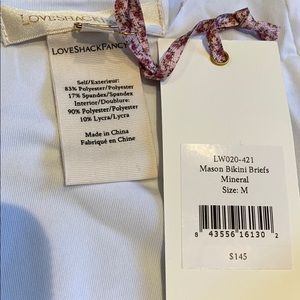 LOVESHACKFANCY
LOVESHACKFANCY
Self/Exterieur:
83% Polyester/Polyester
17% Spandex/Spandex
Interior/Doublure:
90% Polyester/Polyester
10% Lycra/Lycra
Made in China
Fabriqué en Chine
LW020-421
Mason Bikini Briefs
Mineral
Size: M
8 43556 16130 2
$145